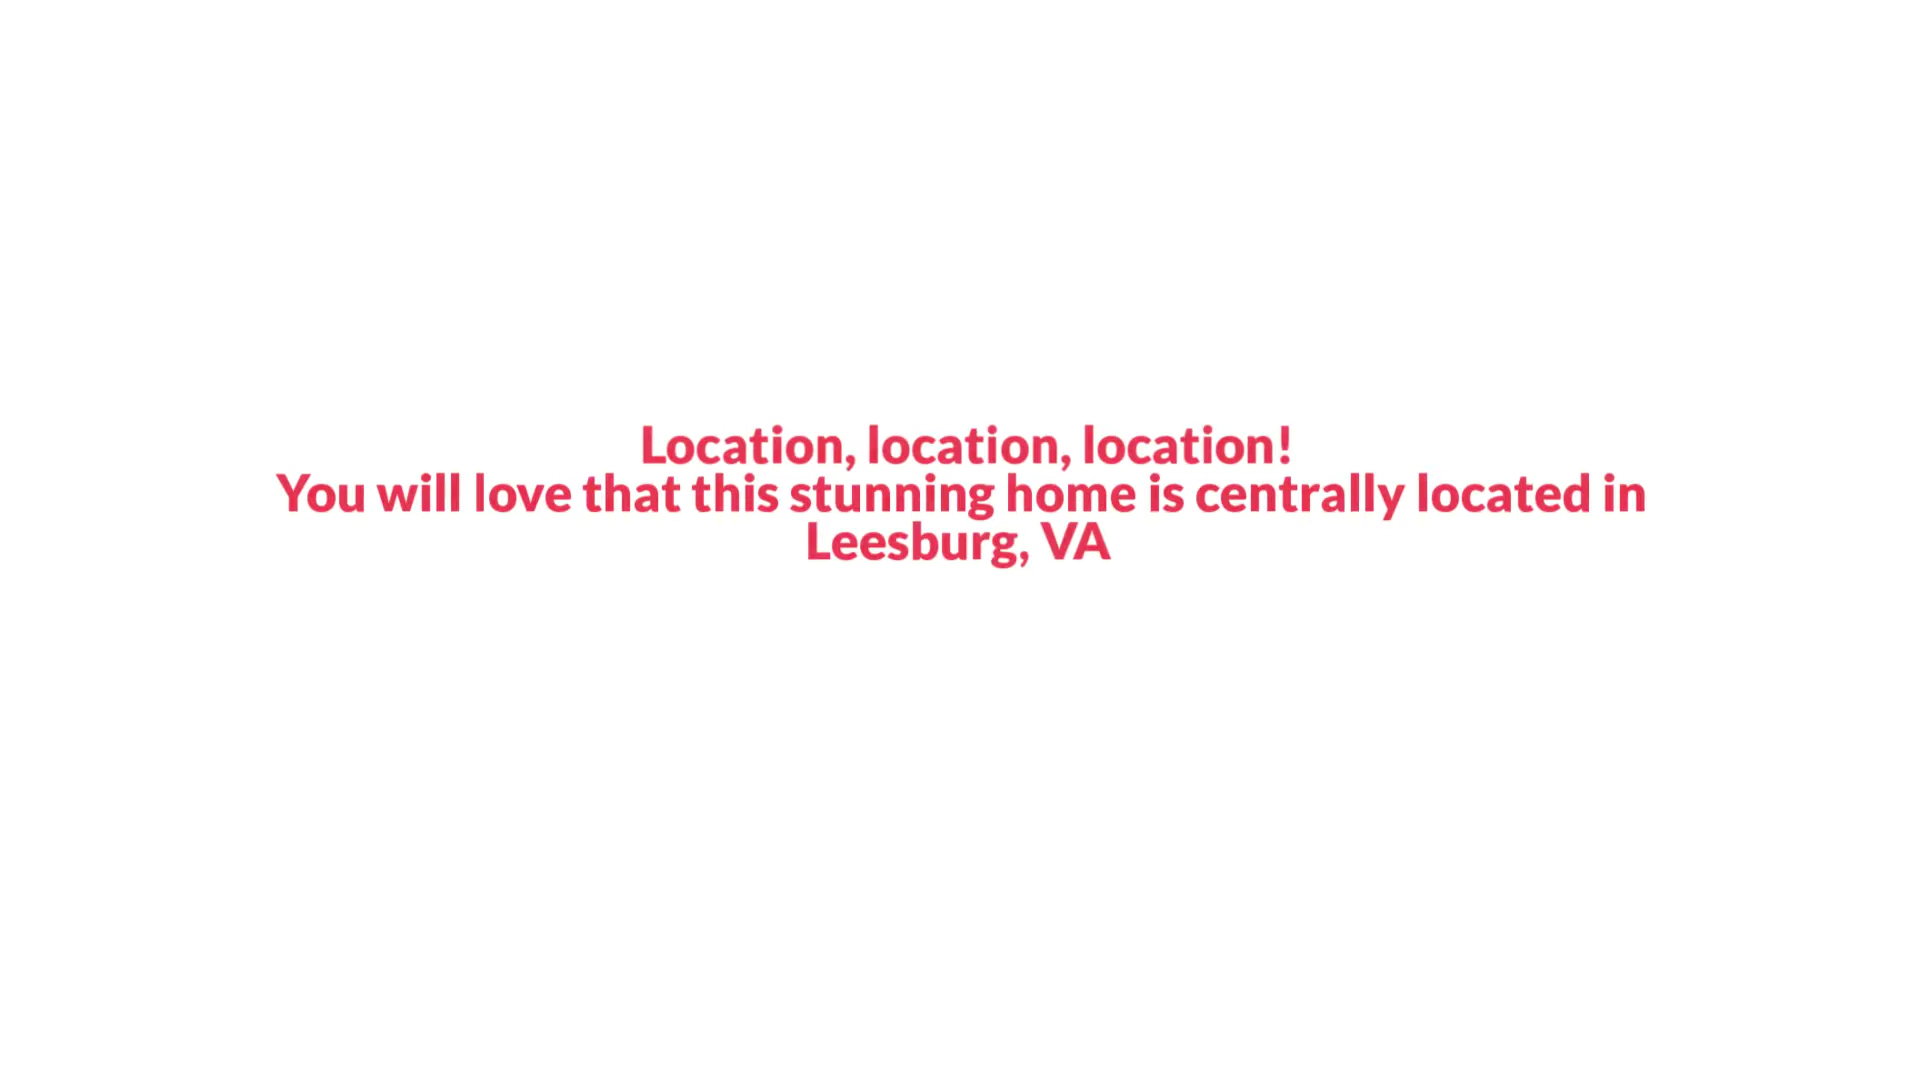 Location, location, location!
You will love that this stunning home is centrally located in
Leesburg, VA